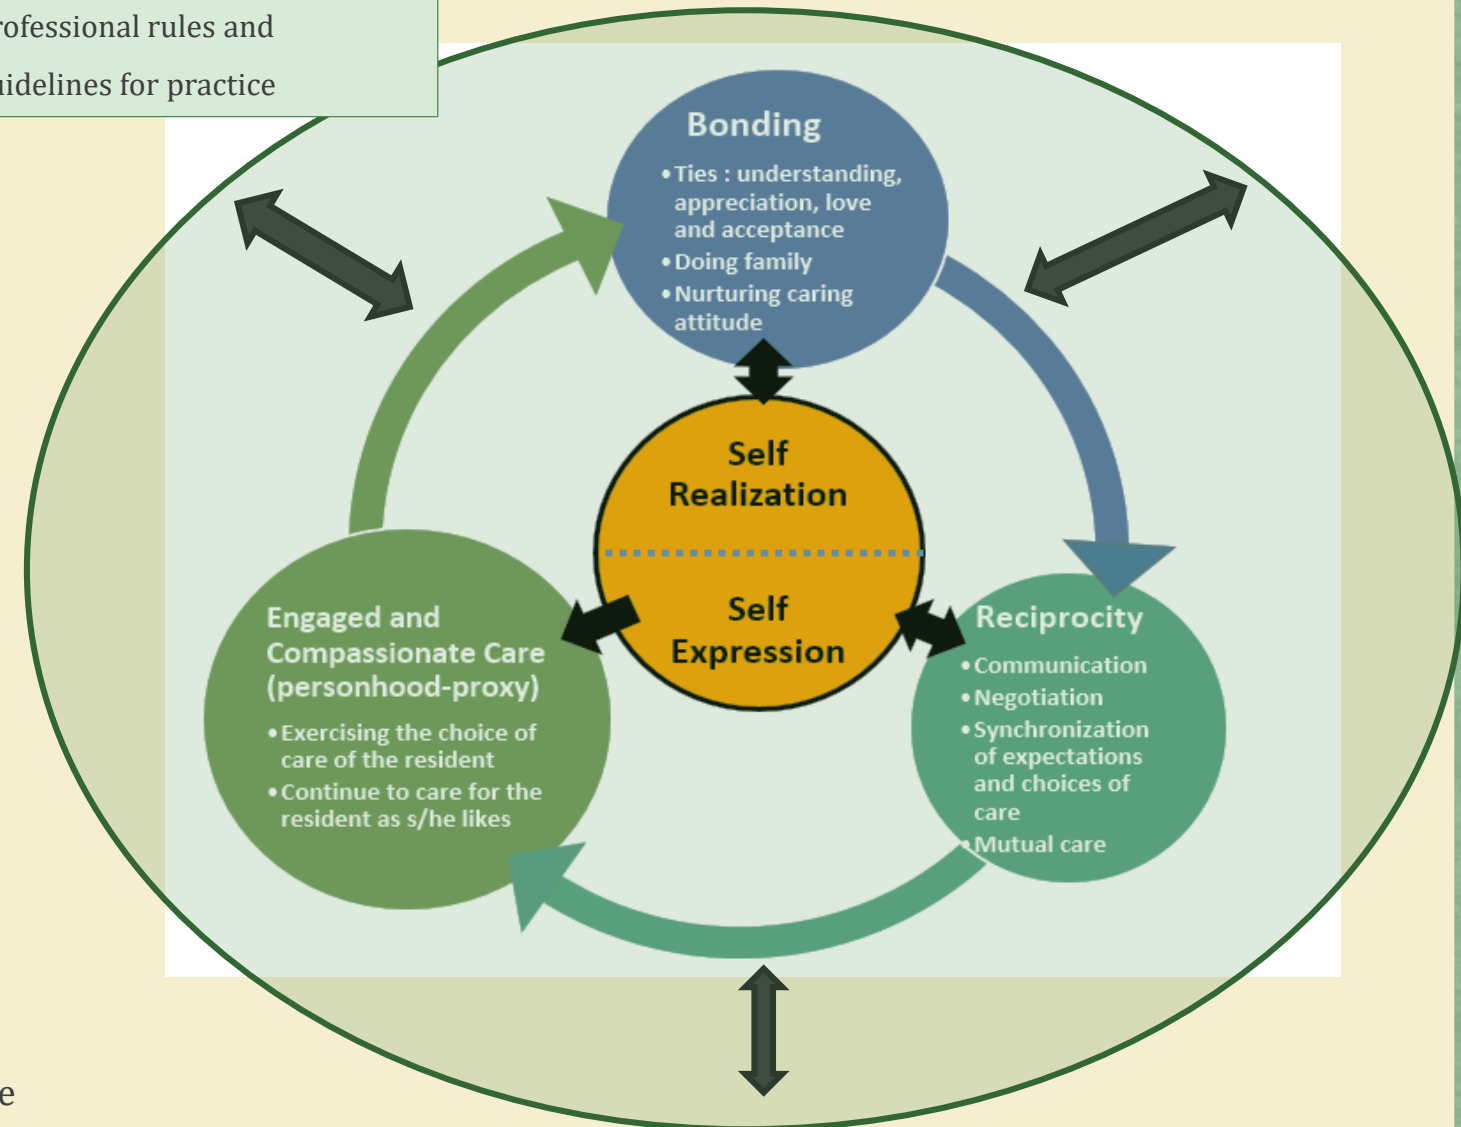 rofessional rules and
uidelines for practice
Bonding
•Ties : understanding,
appreciation, love
and acceptance
•Doing family
•Nurturing caring
attitude
Self
Realization
Self
Expression
Engaged and
Compassionate Care
(personhood-proxy)
•Exercising the choice of
care of the resident
•Continue to care for the
resident as s/he likes
Reciprocity
•Communication
•Negotiation
•Synchronization
of expectations
and choices of
care
•Mutual care
e